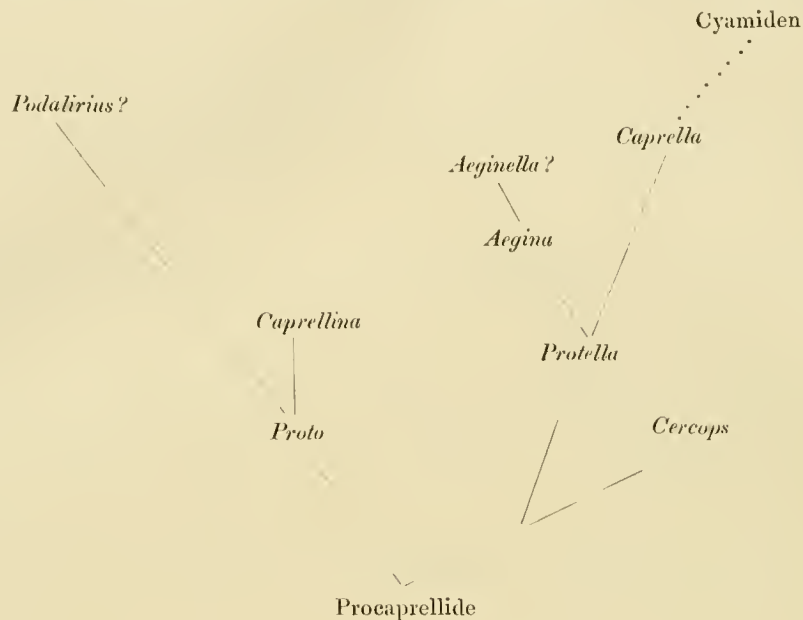 Cyamiden
Podalirius?
Caprella
Aeginella?
Aegina
Caprellina
Protella
Proto
Cercops
Procaprellide